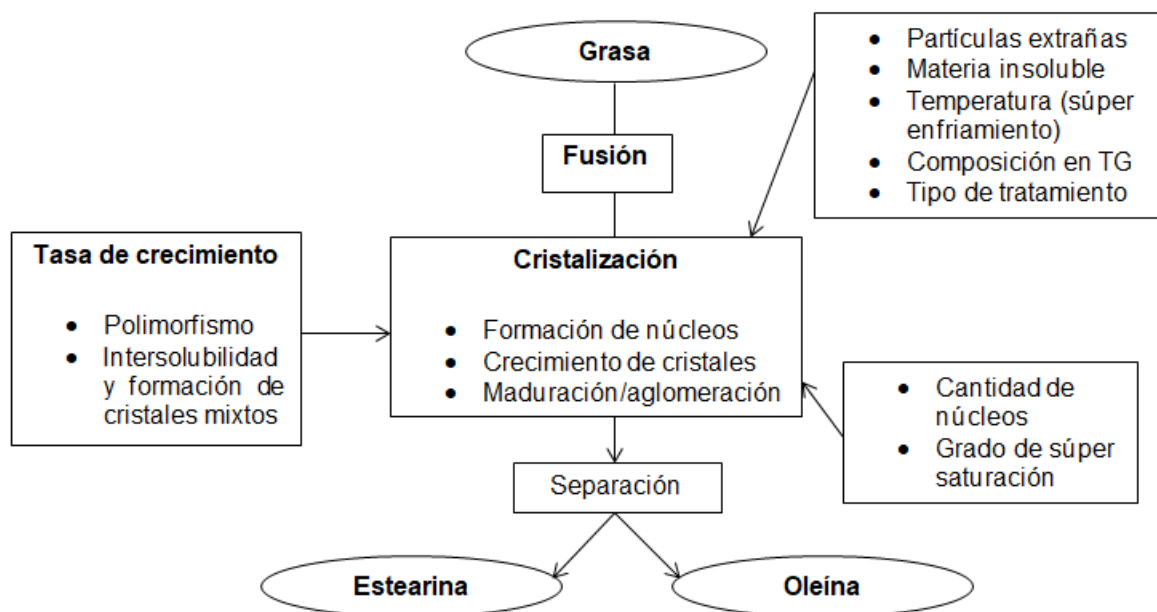 Grasa
Fusión
• Partículas extrañas
• Materia insoluble
• Temperatura (súper
enfriamiento)
• Composición en TG
• Tipo de tratamiento
Tasa de crecimiento
• Polimorfismo
• Intersolubilidad
y formación de
cristales mixtos
Cristalización
• Formación de núcleos
• Crecimiento de cristales
• Maduración/aglomeración
• Cantidad de
núcleos
• Grado de súper
saturación
Separación
Estearina
Oleína